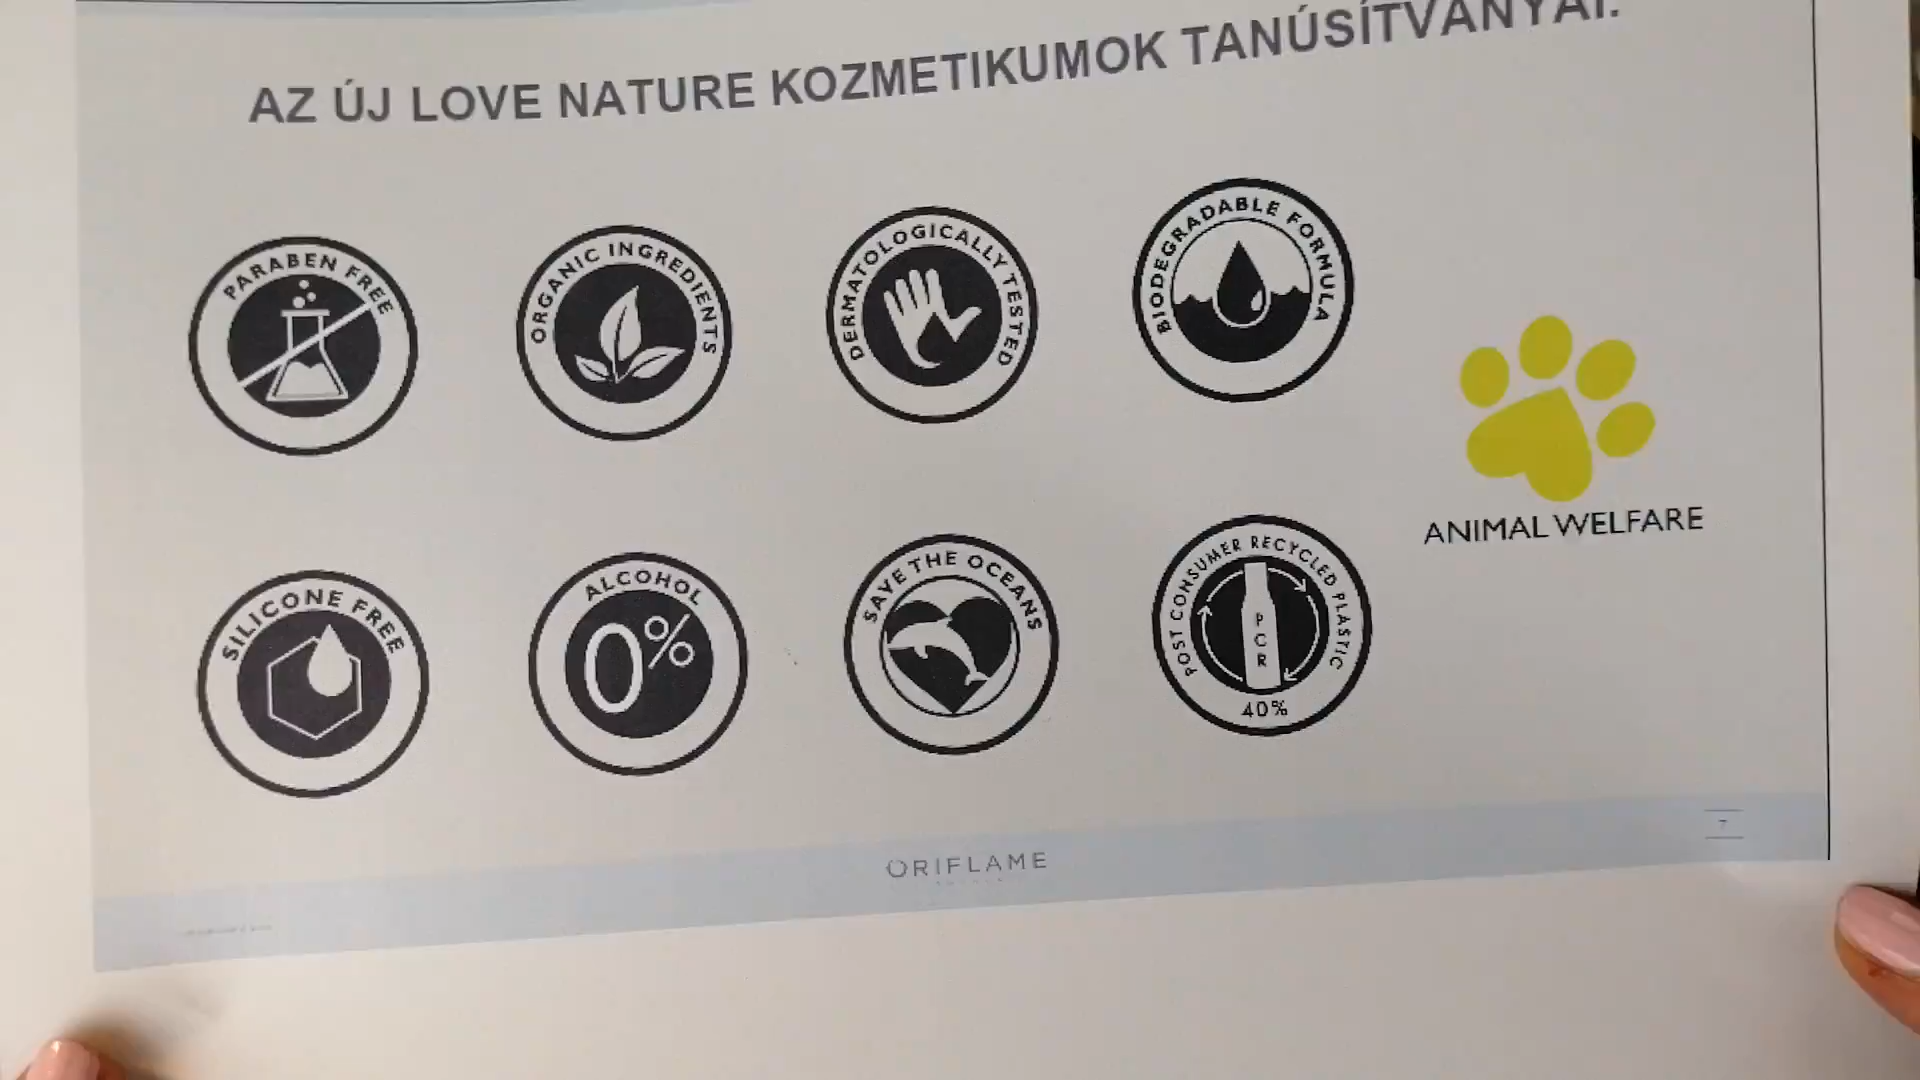 AZ ÚJ LOVE NATURE KOZMETIKUMOK TANÚSÍTVÁNYAI:
PARABEN FREE
ORGANIC INGREDIENTS
DERMATOLOGICALLY TESTED
BIODEGRADABLE FORMULA
ANIMAL WELFARE
SILICONE FREE
ALCOHOL
0%
SAVE THE OCEANS
POST CONSUMER RECYCLED PLASTIC
PCR
40%
ORIFLAME
7